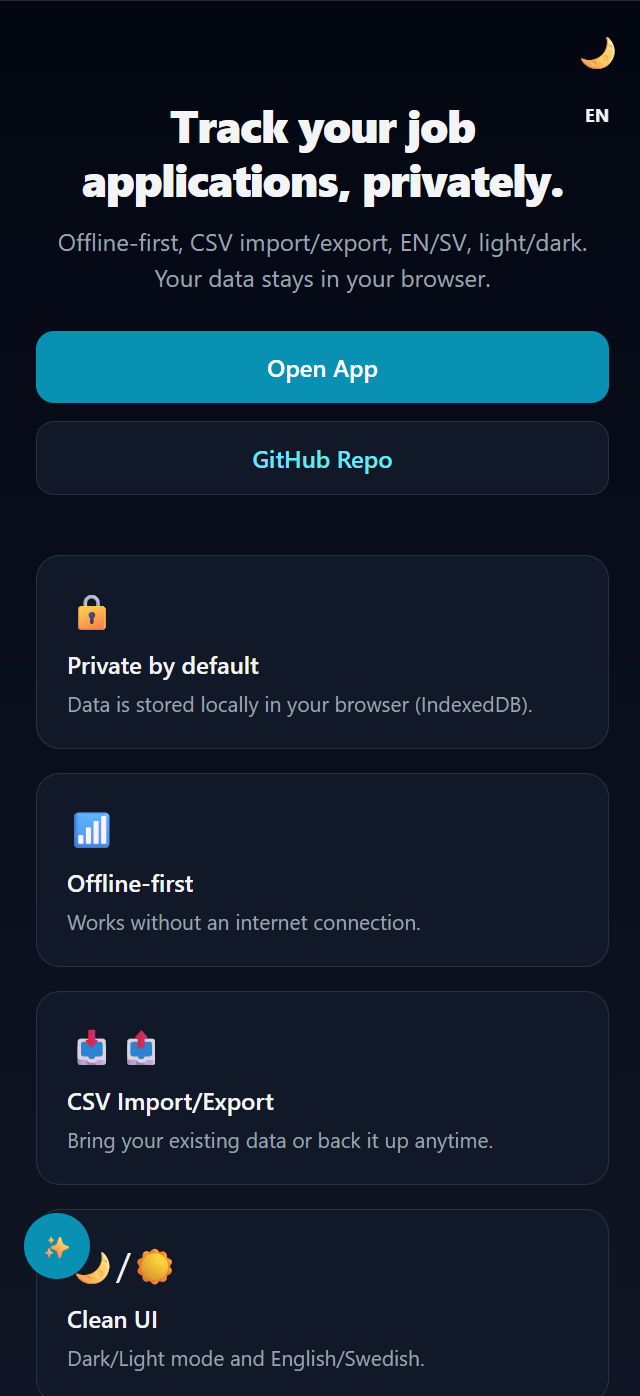 EN
Track your job
applications, privately.
Offline-first, CSV import/export, EN/SV, light/dark.
Your data stays in your browser.
Open App
GitHub Repo
Private by default
Data is stored locally in your browser (IndexedDB).
Offline-first
Works without an internet connection.
CSV Import/Export
Bring your existing data or back it up anytime.
/
Clean UI
Dark/Light mode and English/Swedish.